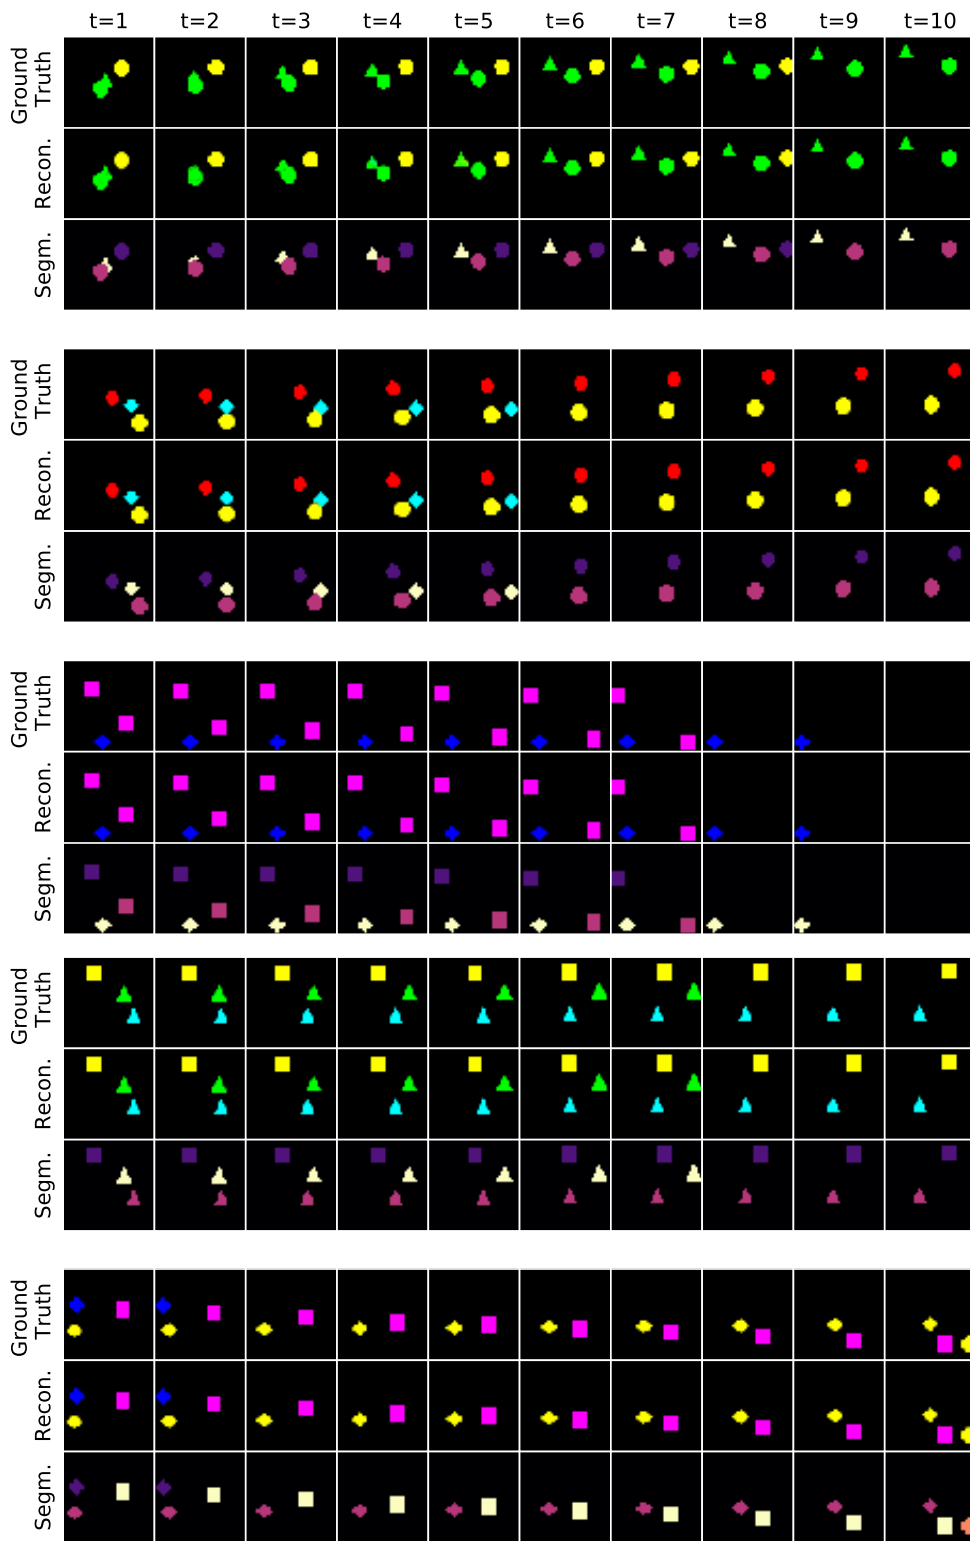 t=1 t=2 t=3 t=4 t=5 t=6 t=7 t=8 t=9 t=10
Ground
Truth
Recon.
Segm.
Ground
Truth
Recon.
Segm.
Ground
Truth
Recon.
Segm.
Ground
Truth
Recon.
Segm.
Ground
Truth
Recon.
Segm.